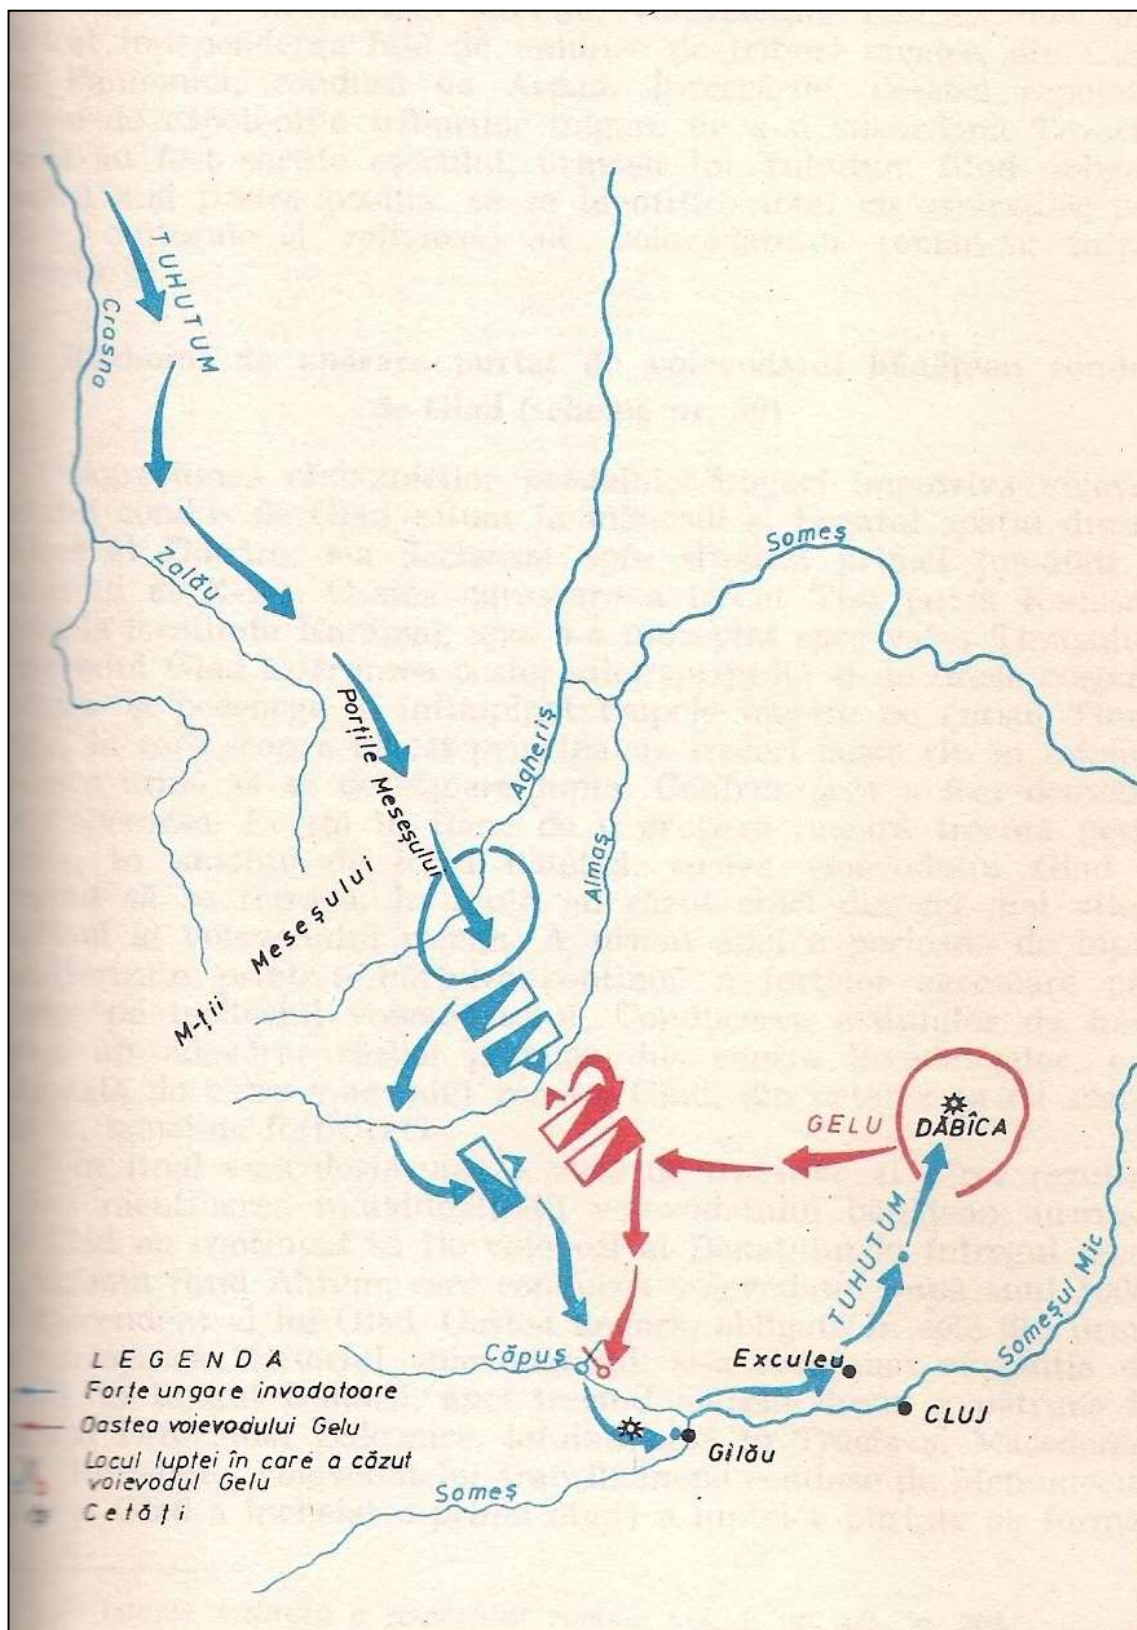 TUHUTUM
Crasna
Zalău
Someș
Porțile Meseșului
Agheriș
Almaș
M-ții Meseșului
GELU
DĂBÎCA
TUHUTUM
Someșul Mic
Căpuș
Exculeu
CLUJ
Gilău
Someș
LEGENDA
Forțe ungare invadatoare
Oastea voievodului Gelu
Locul luptei în care a căzut
voievodul Gelu
Cetăți